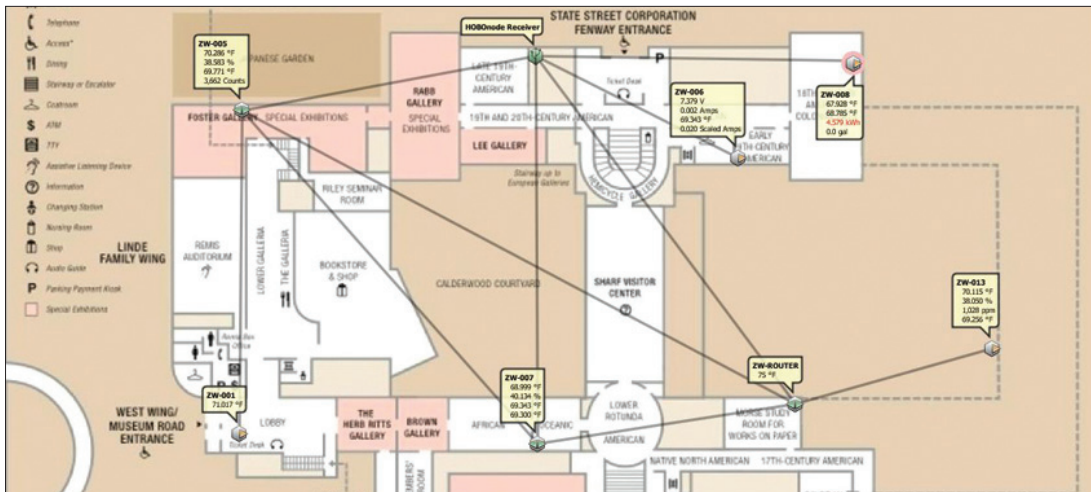 Telephone
Access*
Dining
Stairway or Escalator
Coatroom
$ ATM
TTY
Assistive Listening Device
Information
Changing Station
Nursing Room
Shop
Audio Guide
P Parking Payment Kiosk
Special Exhibitions
ZW-005
70.286 °F
38.583 %
69.771 °F
3,662 Counts
JAPANESE GARDEN
HOBOnode Receiver
STATE STREET CORPORATION
FENWAY ENTRANCE
P
LATE 19TH-
CENTURY
AMERICAN
Ticket Desk
ZW-006
7.379 V
0.002 Amps
69.343 °F
0.020 Scaled Amps
ZW-008
67.928 °F
68.785 °F
4,579 kWh
0.0 gal
18TH
RABB
GALLERY
SPECIAL
EXHIBITIONS
FOSTER GALLERY
SPECIAL EXHIBITIONS
19TH AND 20TH-CENTURY AMERICAN
LEE GALLERY
EARLY
AMERICAN
Stairway up to
European Galleries
HEMICYCLE GALLERY
RILEY SEMINAR
ROOM
LINDE
FAMILY WING
REMIS
AUDITORIUM
LOWER GALLERIA
THE GALLERIA
BOOKSTORE
& SHOP
CALDERWOOD COURTYARD
SHARF VISITOR
CENTER
ZW-013
70.115 °F
38.050 %
1,028 ppm
69.256 °F
Office
ZW-001
71.017 °F
WEST WING/
MUSEUM ROAD
ENTRANCE
LOBBY
Ticket Desk
THE
HERB RITTS
GALLERY
BROWN
GALLERY
ZW-007
68.999 °F
40.134 %
69.343 °F
69.300 °F
AFRICAN
OCEANIC
LOWER
ROTUNDA
AMERICAN
ZW-ROUTER
75 °F
MORSE STUDY
ROOM FOR
WORKS ON PAPER
NATIVE NORTH AMERICAN
17TH-CENTURY AMERICAN